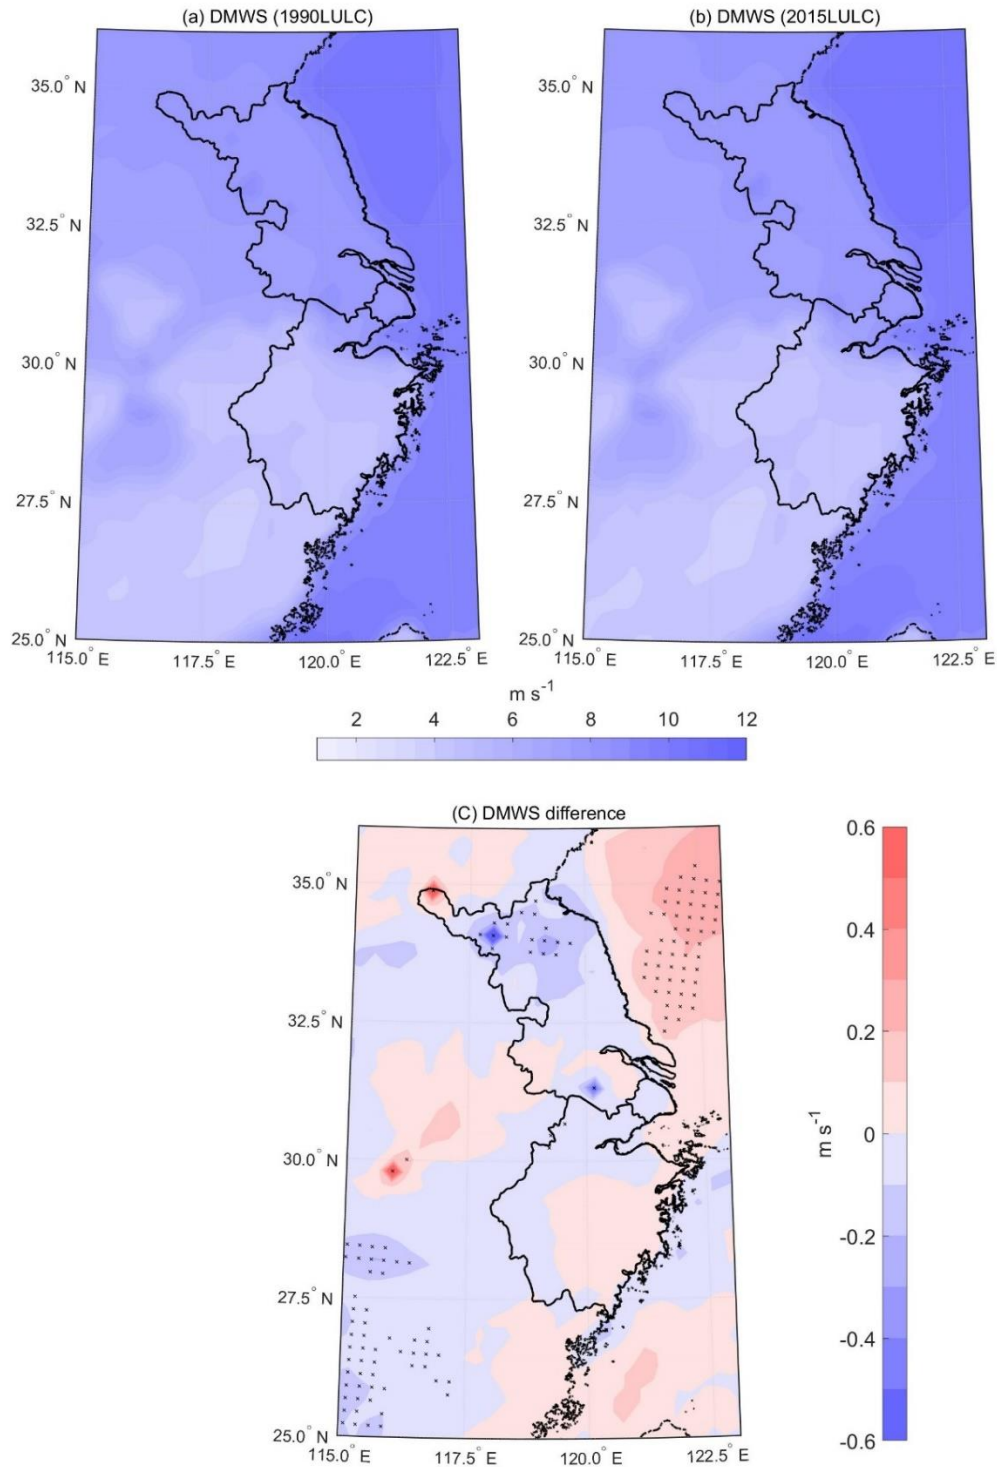 (a) DMWS (1990LULC)
(b) DMWS (2015LULC)
35.0° N
35.0° N
32.5° N
32.5° N
30.0° N
30.0° N
27.5° N
27.5° N
25.0° N
25.0° N
115.0° E 117.5° E 120.0° E 122.5° E
115.0° E 117.5° E 120.0° E 122.5° E
m s⁻¹
2 4 6 8 10 12
(C) DMWS difference
35.0° N
32.5° N
30.0° N
27.5° N
25.0° N
115.0° E 117.5° E 120.0° E 122.5° E
0.6
0.4
0.2
0
-0.2
-0.4
-0.6
m s⁻¹